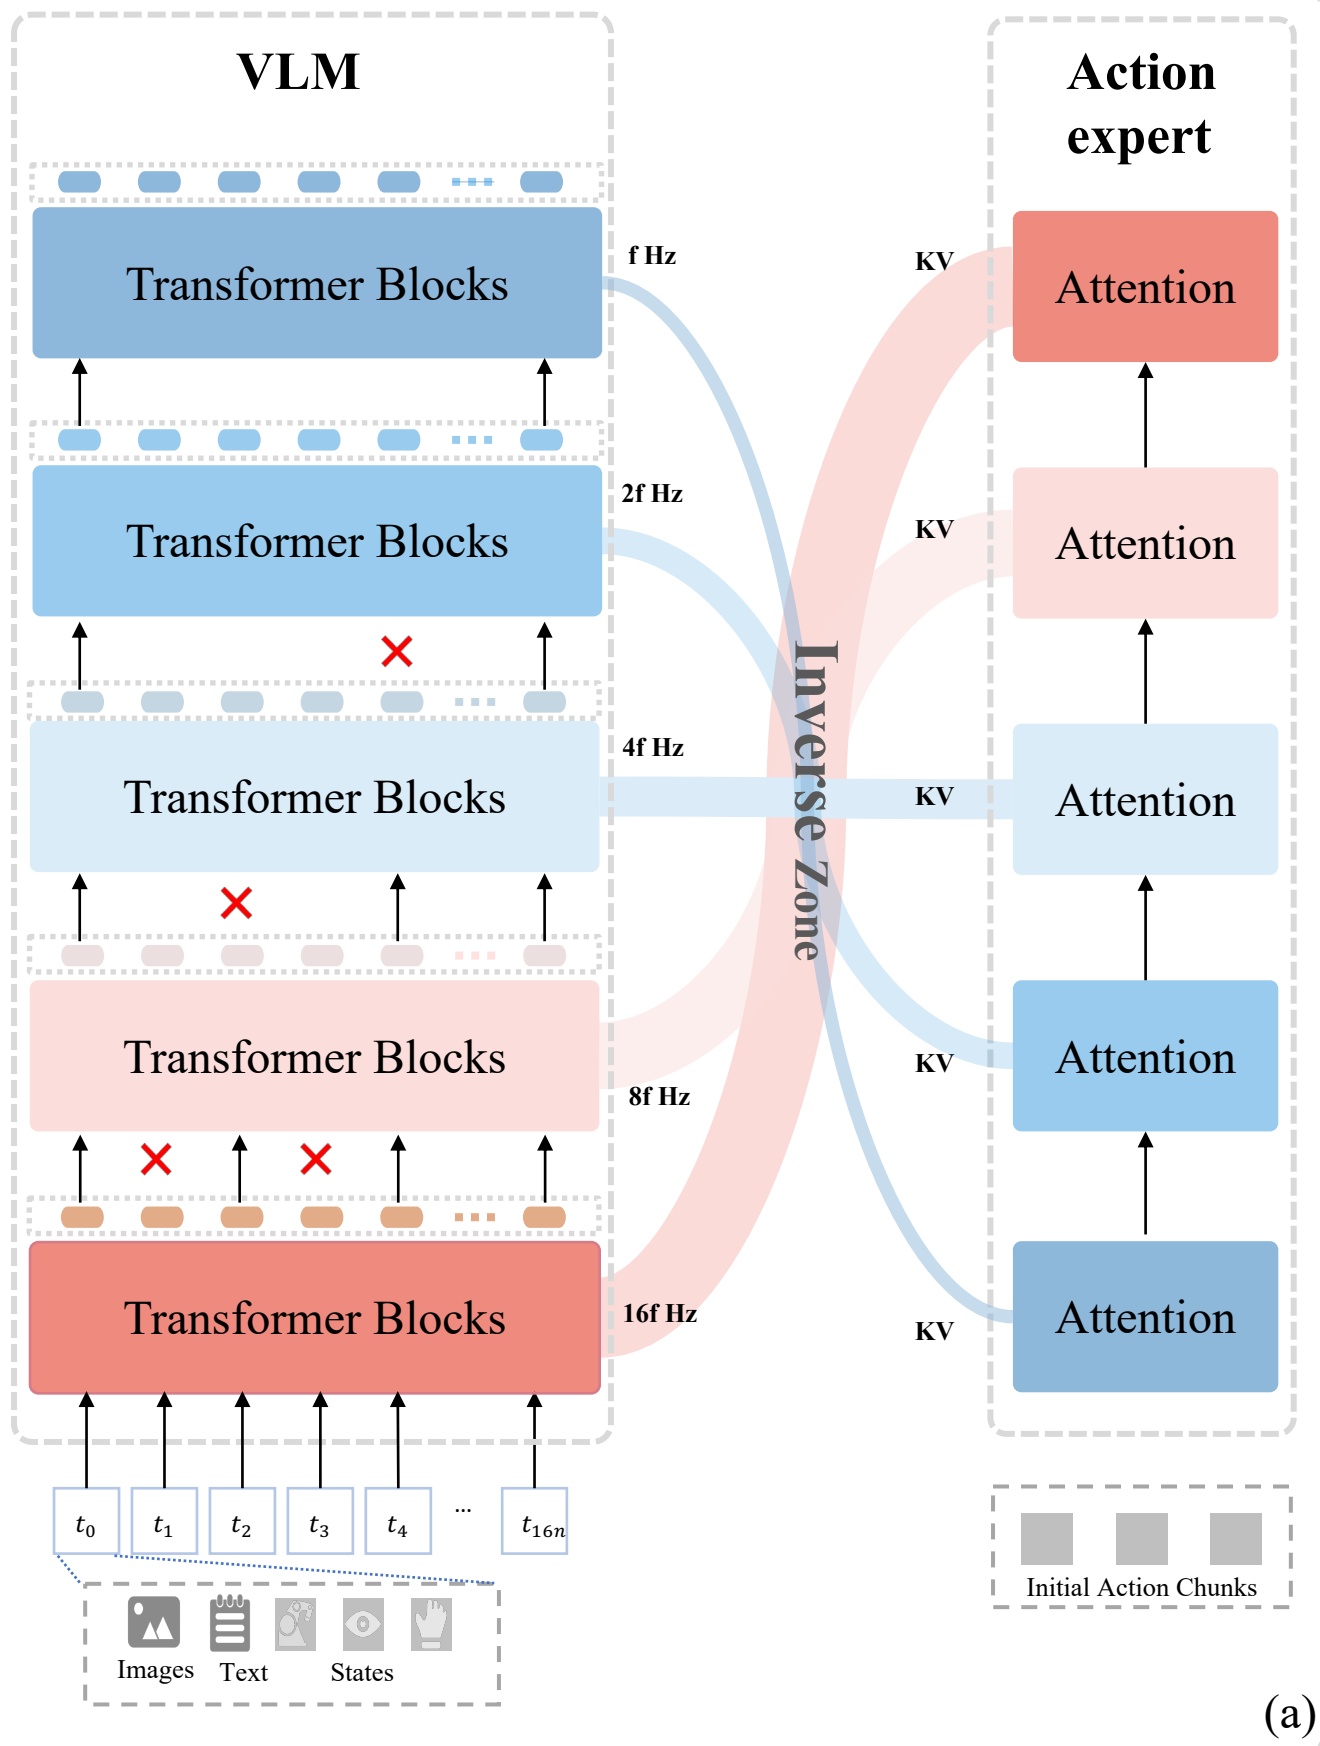 VLM
Action
expert
Transformer Blocks
f Hz
KV
Attention
Transformer Blocks
2f Hz
KV
Attention
Transformer Blocks
4f Hz
KV
Attention
Inverse Zone
Transformer Blocks
8f Hz
KV
Attention
Transformer Blocks
16f Hz
KV
Attention
t₀ t₁ t₂ t₃ t₄ ... t₁₆ₙ
Images Text States
Initial Action Chunks
(a)